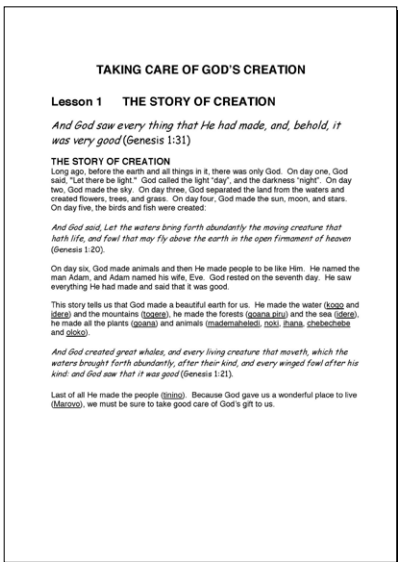 TAKING CARE OF GOD'S CREATION
Lesson 1 THE STORY OF CREATION
And God saw every thing that He had made, and, behold, it
was very good (Genesis 1:31)
THE STORY OF CREATION
Long ago, before the earth and all things in it, there was only God. On day one, God
said, "Let there be light." God called the light "day", and the darkness "night". On day
two, God made the sky. On day three, God separated the land from the waters and
created flowers, trees, and grass. On day four, God made the sun, moon, and stars.
On day five, the birds and fish were created:
And God said, Let the waters bring forth abundantly the moving creature that
hath life, and fowl that may fly above the earth in the open firmament of heaven
(Genesis 1:20).
On day six, God made animals and then He made people to be like Him. He named the
man Adam, and Adam named his wife, Eve. God rested on the seventh day. He saw
everything He had made and said that it was good.
This story tells us that God made a beautiful earth for us. He made the water (kogo and
idere) and the mountains (togere), he made the forests (goana piru) and the sea (idere),
he made all the plants (goana) and animals (mademaheledi, noki, ihana, chebechebe
and oloko).
And God created great whales, and every living creature that moveth, which the
waters brought forth abundantly, after their kind, and every winged fowl after his
kind: and God saw that it was good (Genesis 1:21).
Last of all He made the people (tinino). Because God gave us a wonderful place to live
(Marovo), we must be sure to take good care of God's gift to us.